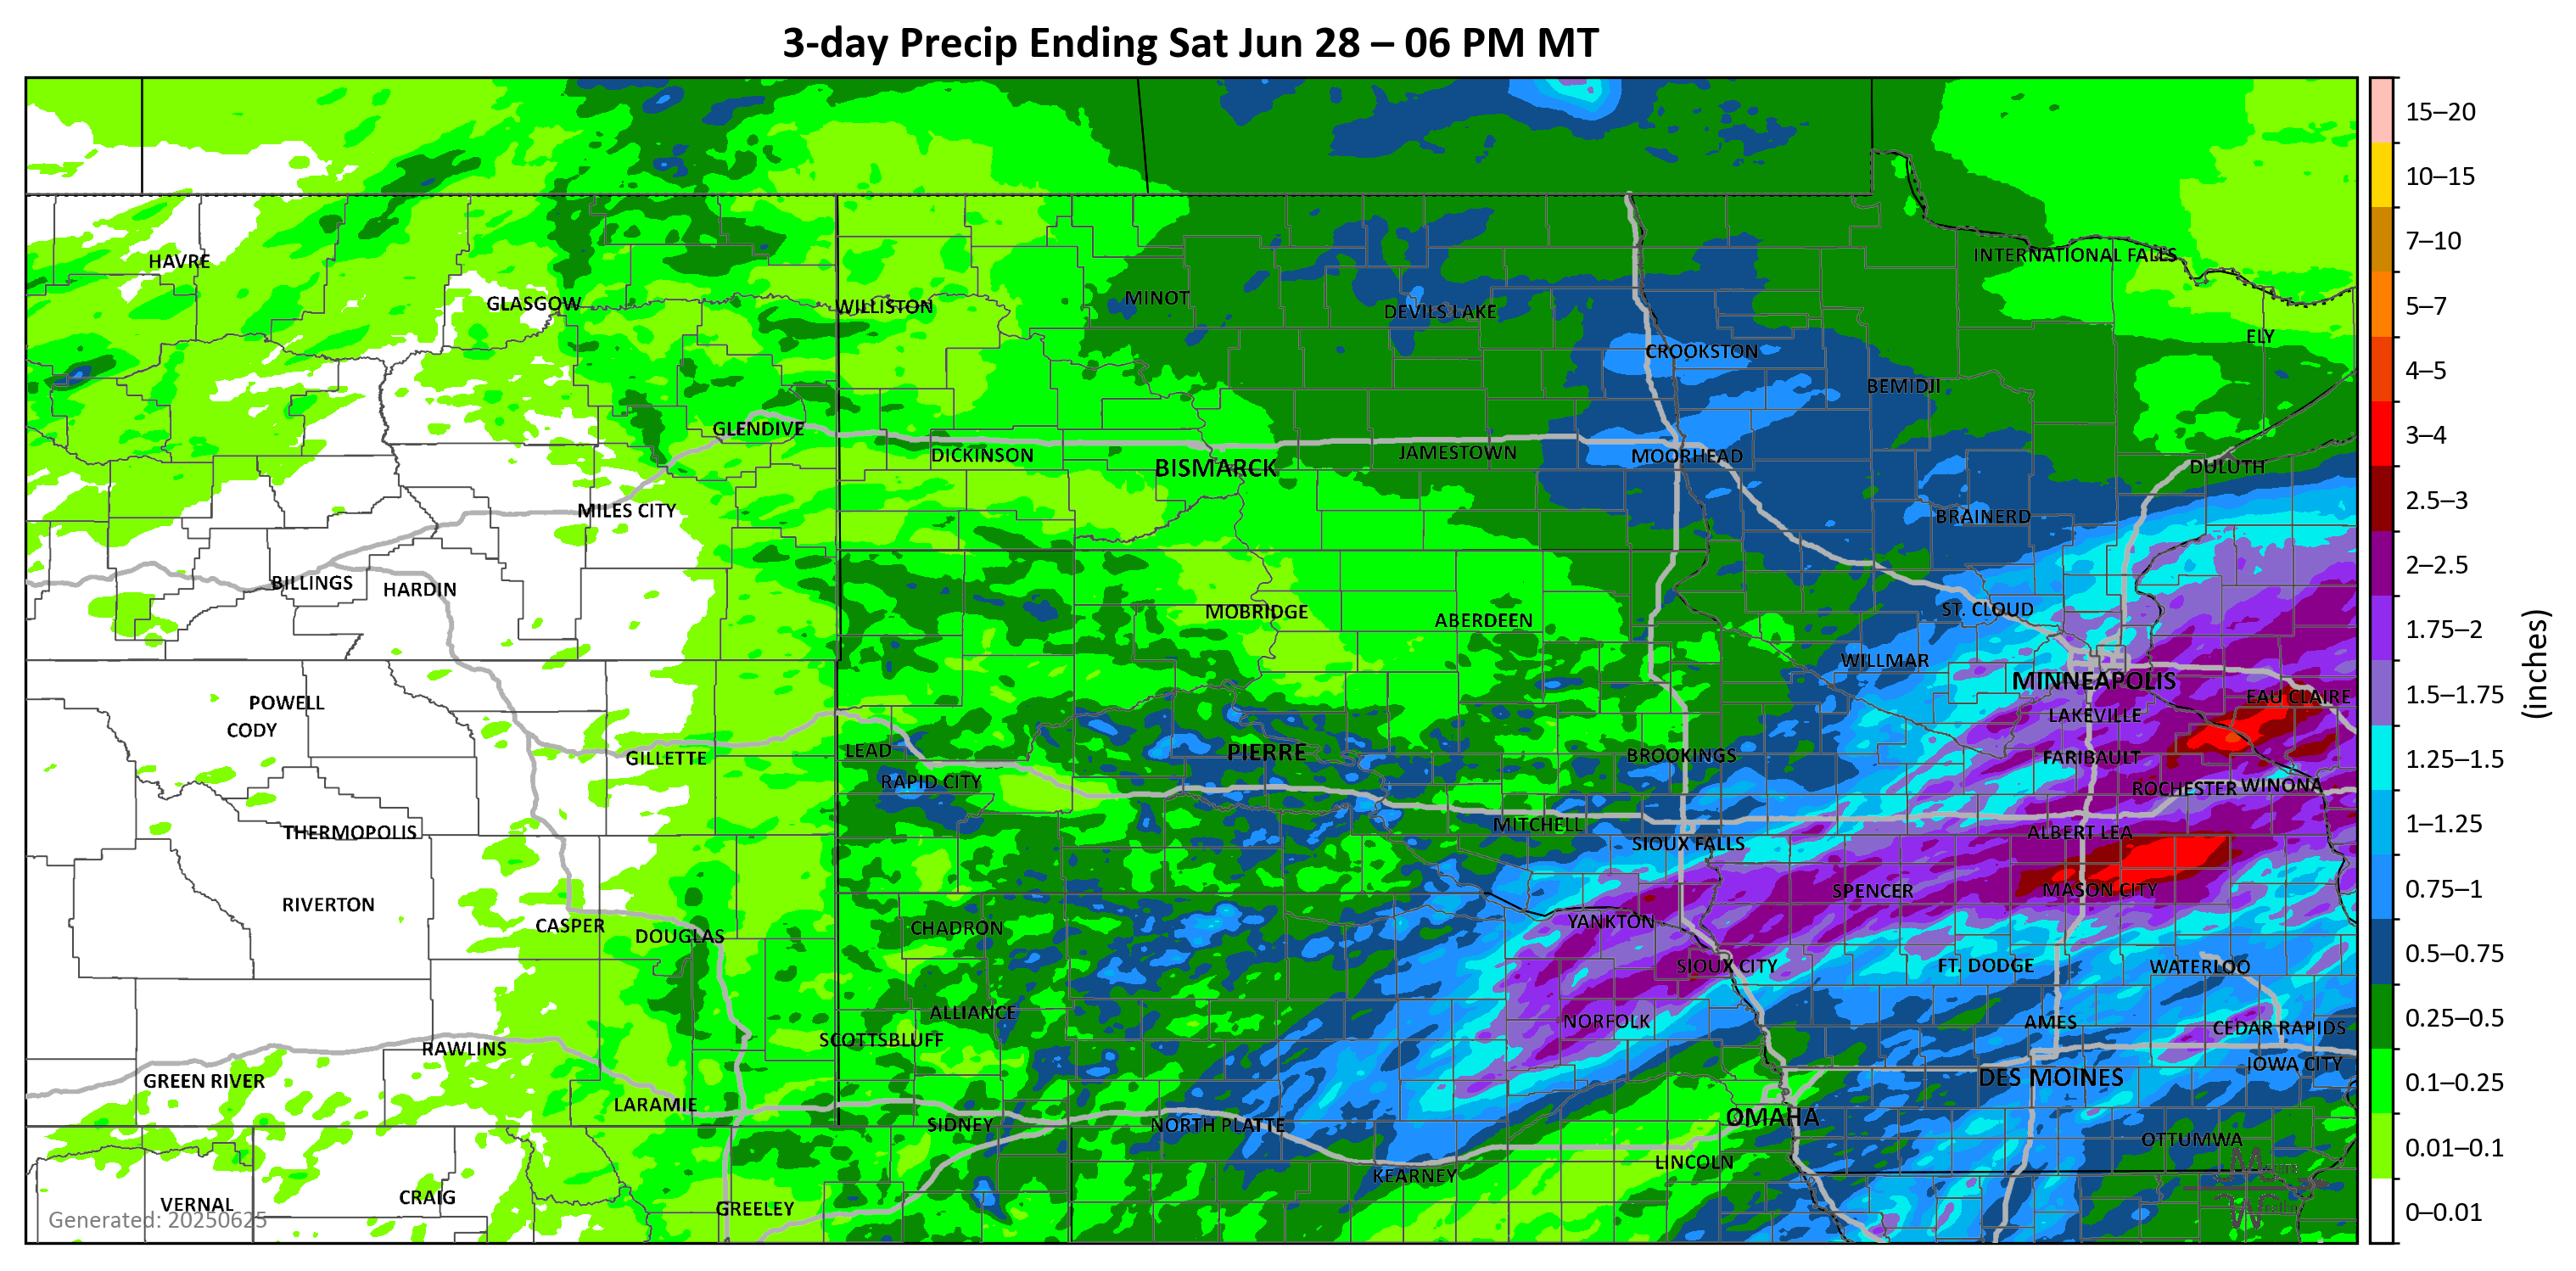 3-day Precip Ending Sat Jun 28 – 06 PM MT
15–20
10–15
7–10
5–7
4–5
3–4
2.5–3
2–2.5
1.75–2
1.5–1.75
1.25–1.5
1–1.25
0.75–1
0.5–0.75
0.25–0.5
0.1–0.25
0.01–0.1
0–0.01
(inches)
HAVRE
INTERNATIONAL FALLS
GLASGOW
WILLISTON
MINOT
DEVILS LAKE
ELY
CROOKSTON
BEMIDJI
GLENDIVE
DICKINSON
BISMARCK
JAMESTOWN
MOORHEAD
DULUTH
MILES CITY
BRAINERD
BILLINGS
HARDIN
MOBRIDGE
ABERDEEN
ST. CLOUD
WILLMAR
MINNEAPOLIS
EAU CLAIRE
POWELL
CODY
LAKEVILLE
GILLETTE
LEAD
PIERRE
BROOKINGS
FARIBAULT
RAPID CITY
ROCHESTER
WINONA
THERMOPOLIS
MITCHELL
SIOUX FALLS
ALBERT LEA
RIVERTON
SPENCER
MASON CITY
CASPER
DOUGLAS
CHADRON
YANKTON
SIOUX CITY
FT. DODGE
WATERLOO
ALLIANCE
NORFOLK
AMES
CEDAR RAPIDS
SCOTTSBLUFF
RAWLINS
IOWA CITY
GREEN RIVER
DES MOINES
LARAMIE
SIDNEY
NORTH PLATTE
OMAHA
OTTUMWA
KEARNEY
LINCOLN
VERNAL
CRAIG
GREELEY
Generated: 20250625